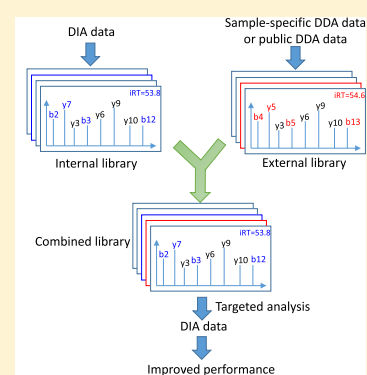 DIA data
Sample-specific DDA data
or public DDA data
iRT=53.8
b2 y7 y3 b3 y6 y9 y10 b12
Internal library
iRT=54.6
b4 y5 y3 b5 y6 y9 y10 b13
External library
Combined library
iRT=53.8
b2 y7 y3 b3 y6 y9 y10 b12
Targeted analysis
DIA data
Improved performance